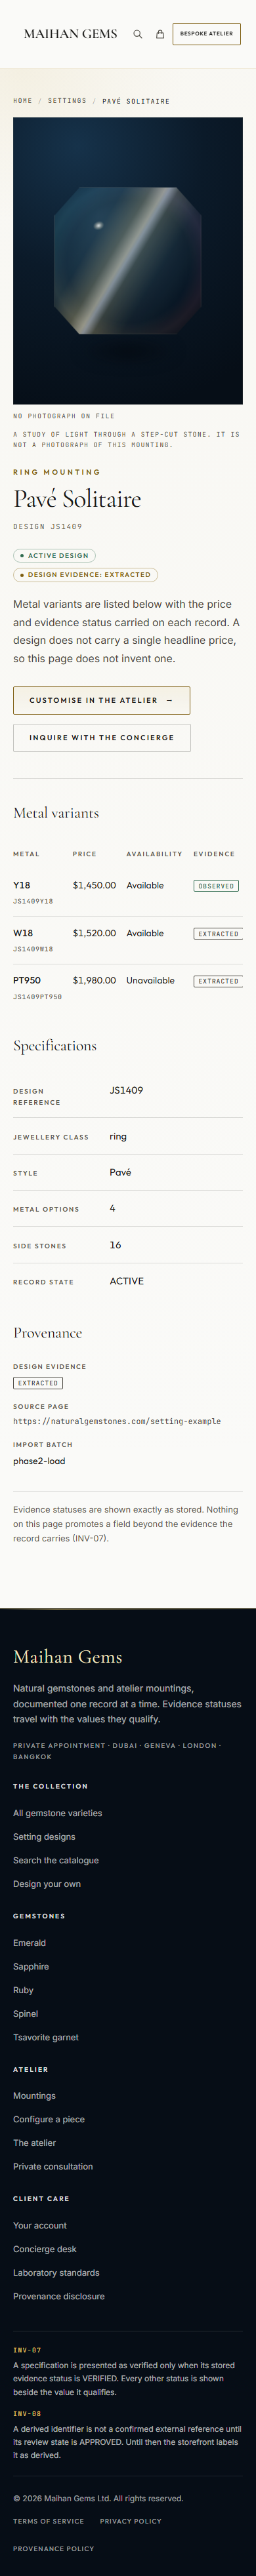 MAIHAN GEMS
BESPOKE ATELIER
HOME / SETTINGS / PAVÉ SOLITAIRE
NO PHOTOGRAPH ON FILE
A STUDY OF LIGHT THROUGH A STEP-CUT STONE. IT IS
NOT A PHOTOGRAPH OF THIS MOUNTING.
RING MOUNTING
Pavé Solitaire
DESIGN JS1409
ACTIVE DESIGN
DESIGN EVIDENCE: EXTRACTED
Metal variants are listed below with the price
and evidence status carried on each record. A
design does not carry a single headline price,
so this page does not invent one.
CUSTOMISE IN THE ATELIER →
INQUIRE WITH THE CONCIERGE
Metal variants
METAL PRICE AVAILABILITY EVIDENCE
Y18 $1,450.00 Available OBSERVED
JS1409Y18
W18 $1,520.00 Available EXTRACTED
JS1409W18
PT950 $1,980.00 Unavailable EXTRACTED
JS1409PT950
Specifications
DESIGN JS1409
REFERENCE
JEWELLERY CLASS ring
STYLE Pavé
METAL OPTIONS 4
SIDE STONES 16
RECORD STATE ACTIVE
Provenance
DESIGN EVIDENCE
EXTRACTED
SOURCE PAGE
https://naturalgemstones.com/setting-example
IMPORT BATCH
phase2-load
Evidence statuses are shown exactly as stored. Nothing
on this page promotes a field beyond the evidence the
record carries (INV-07).
Maihan Gems
Natural gemstones and atelier mountings,
documented one record at a time. Evidence statuses
travel with the values they qualify.
PRIVATE APPOINTMENT · DUBAI · GENEVA · LONDON ·
BANGKOK
THE COLLECTION
All gemstone varieties
Setting designs
Search the catalogue
Design your own
GEMSTONES
Emerald
Sapphire
Ruby
Spinel
Tsavorite garnet
ATELIER
Mountings
Configure a piece
The atelier
Private consultation
CLIENT CARE
Your account
Concierge desk
Laboratory standards
Provenance disclosure
INV-07
A specification is presented as verified only when its stored
evidence status is VERIFIED. Every other status is shown
beside the value it qualifies.
INV-08
A derived identifier is not a confirmed external reference until
its review state is APPROVED. Until then the storefront labels
it as derived.
© 2026 Maihan Gems Ltd. All rights reserved.
TERMS OF SERVICE PRIVACY POLICY
PROVENANCE POLICY